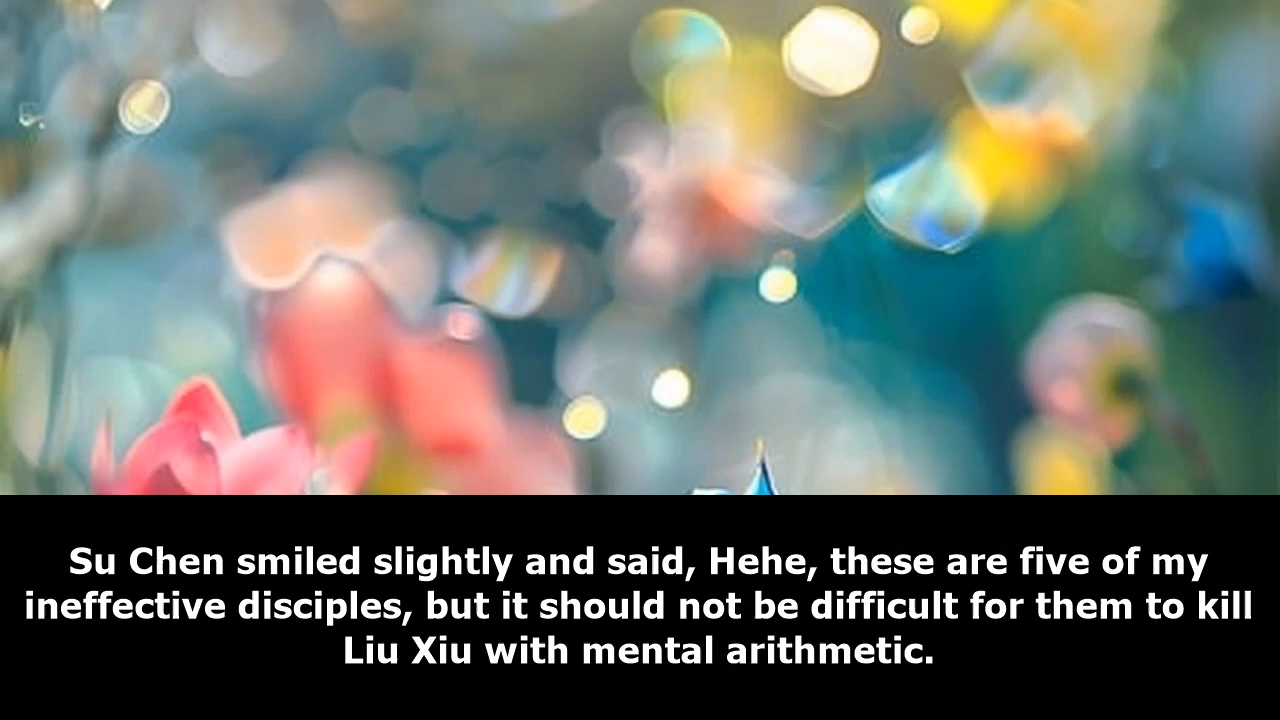 Su Chen smiled slightly and said, Hehe, these are five of my
ineffective disciples, but it should not be difficult for them to kill
Liu Xiu with mental arithmetic.